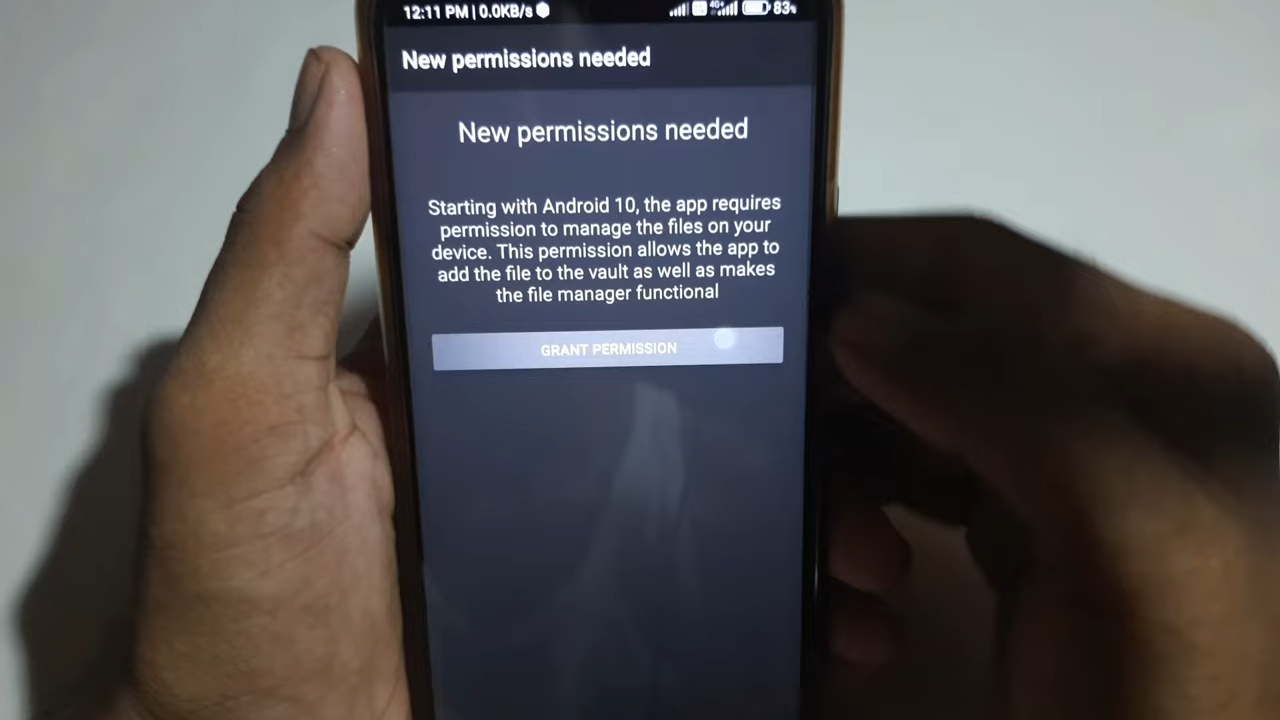 12:11 PM | 0.0KB/s 4G+ 83%
New permissions needed
New permissions needed
Starting with Android 10, the app requires
permission to manage the files on your
device. This permission allows the app to
add the file to the vault as well as makes
the file manager functional
GRANT PERMISSION